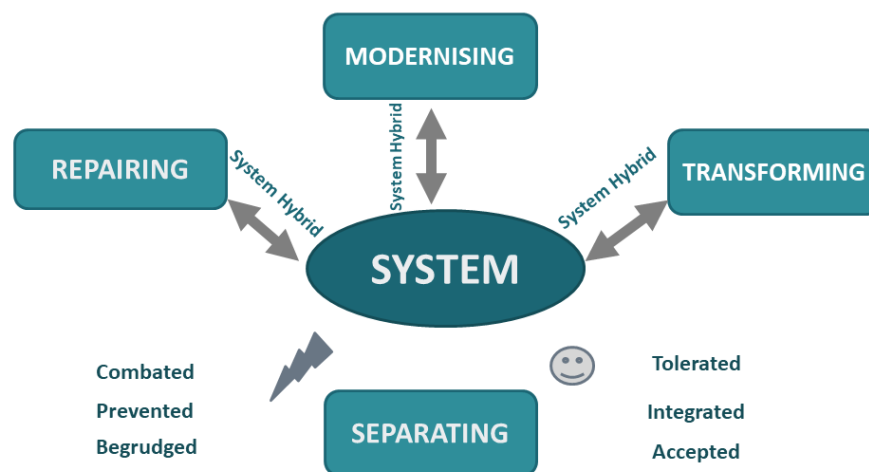 MODERNISING
REPAIRING
System Hybrid
System Hybrid
System Hybrid
TRANSFORMING
SYSTEM
Combated
Prevented
Begrudged
SEPARATING
Tolerated
Integrated
Accepted